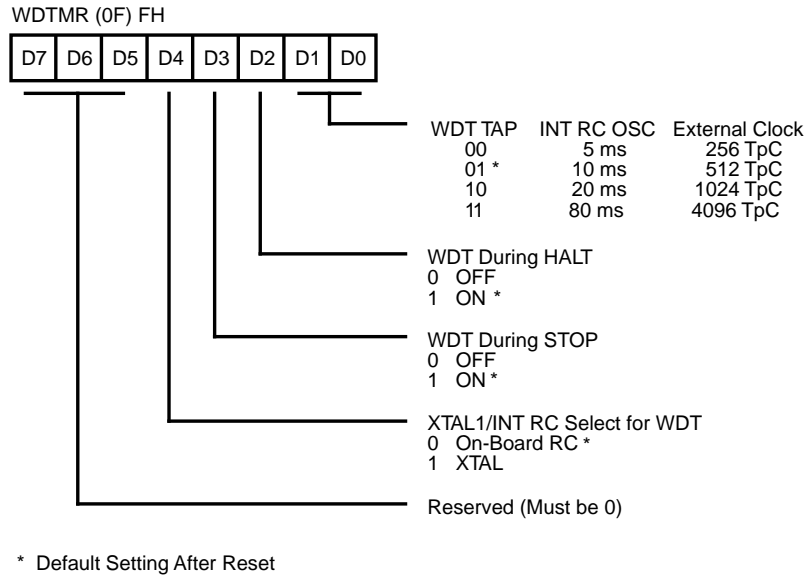 WDTMR (0F) FH
D7 D6 D5 D4 D3 D2 D1 D0
WDT TAP INT RC OSC External Clock
00 5 ms 256 TpC
01 * 10 ms 512 TpC
10 20 ms 1024 TpC
11 80 ms 4096 TpC
WDT During HALT
0 OFF
1 ON *
WDT During STOP
0 OFF
1 ON *
XTAL1/INT RC Select for WDT
0 On-Board RC *
1 XTAL
Reserved (Must be 0)
* Default Setting After Reset